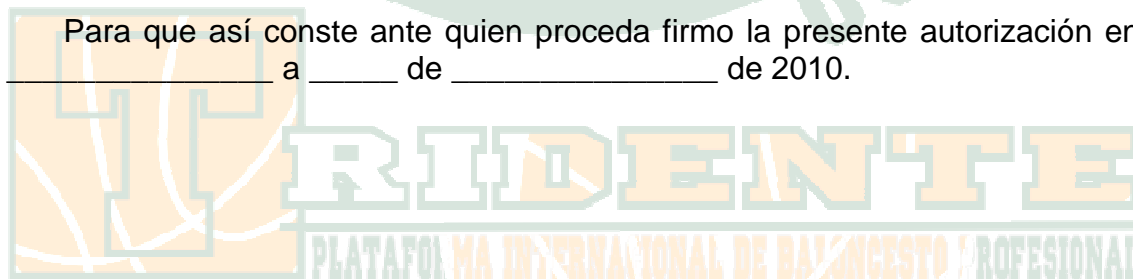 Para que así conste ante quien proceda firmo la presente autorización en
_______________ a _____ de _______________ de 2010.
TRIDENTE
PLATAFORMA INTERNACIONAL DE BALONCESTO PROFESIONAL